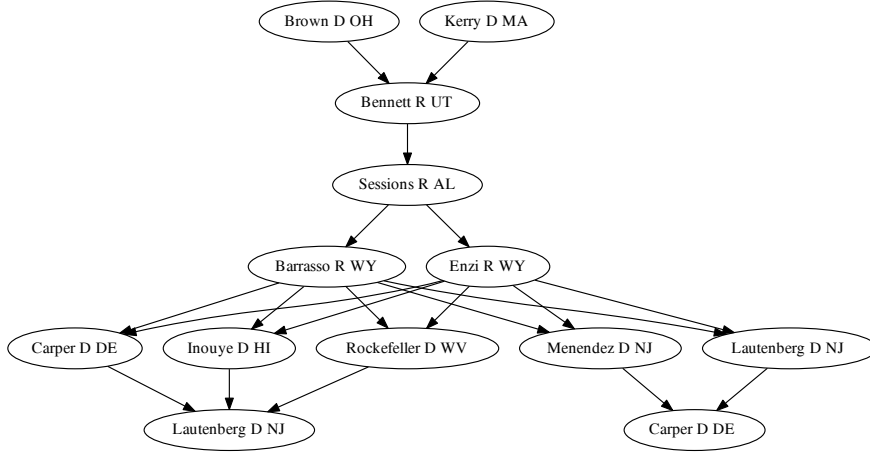 Brown D OH
Kerry D MA
Bennett R UT
Sessions R AL
Barrasso R WY
Enzi R WY
Carper D DE
Inouye D HI
Rockefeller D WV
Menendez D NJ
Lautenberg D NJ
Lautenberg D NJ
Carper D DE